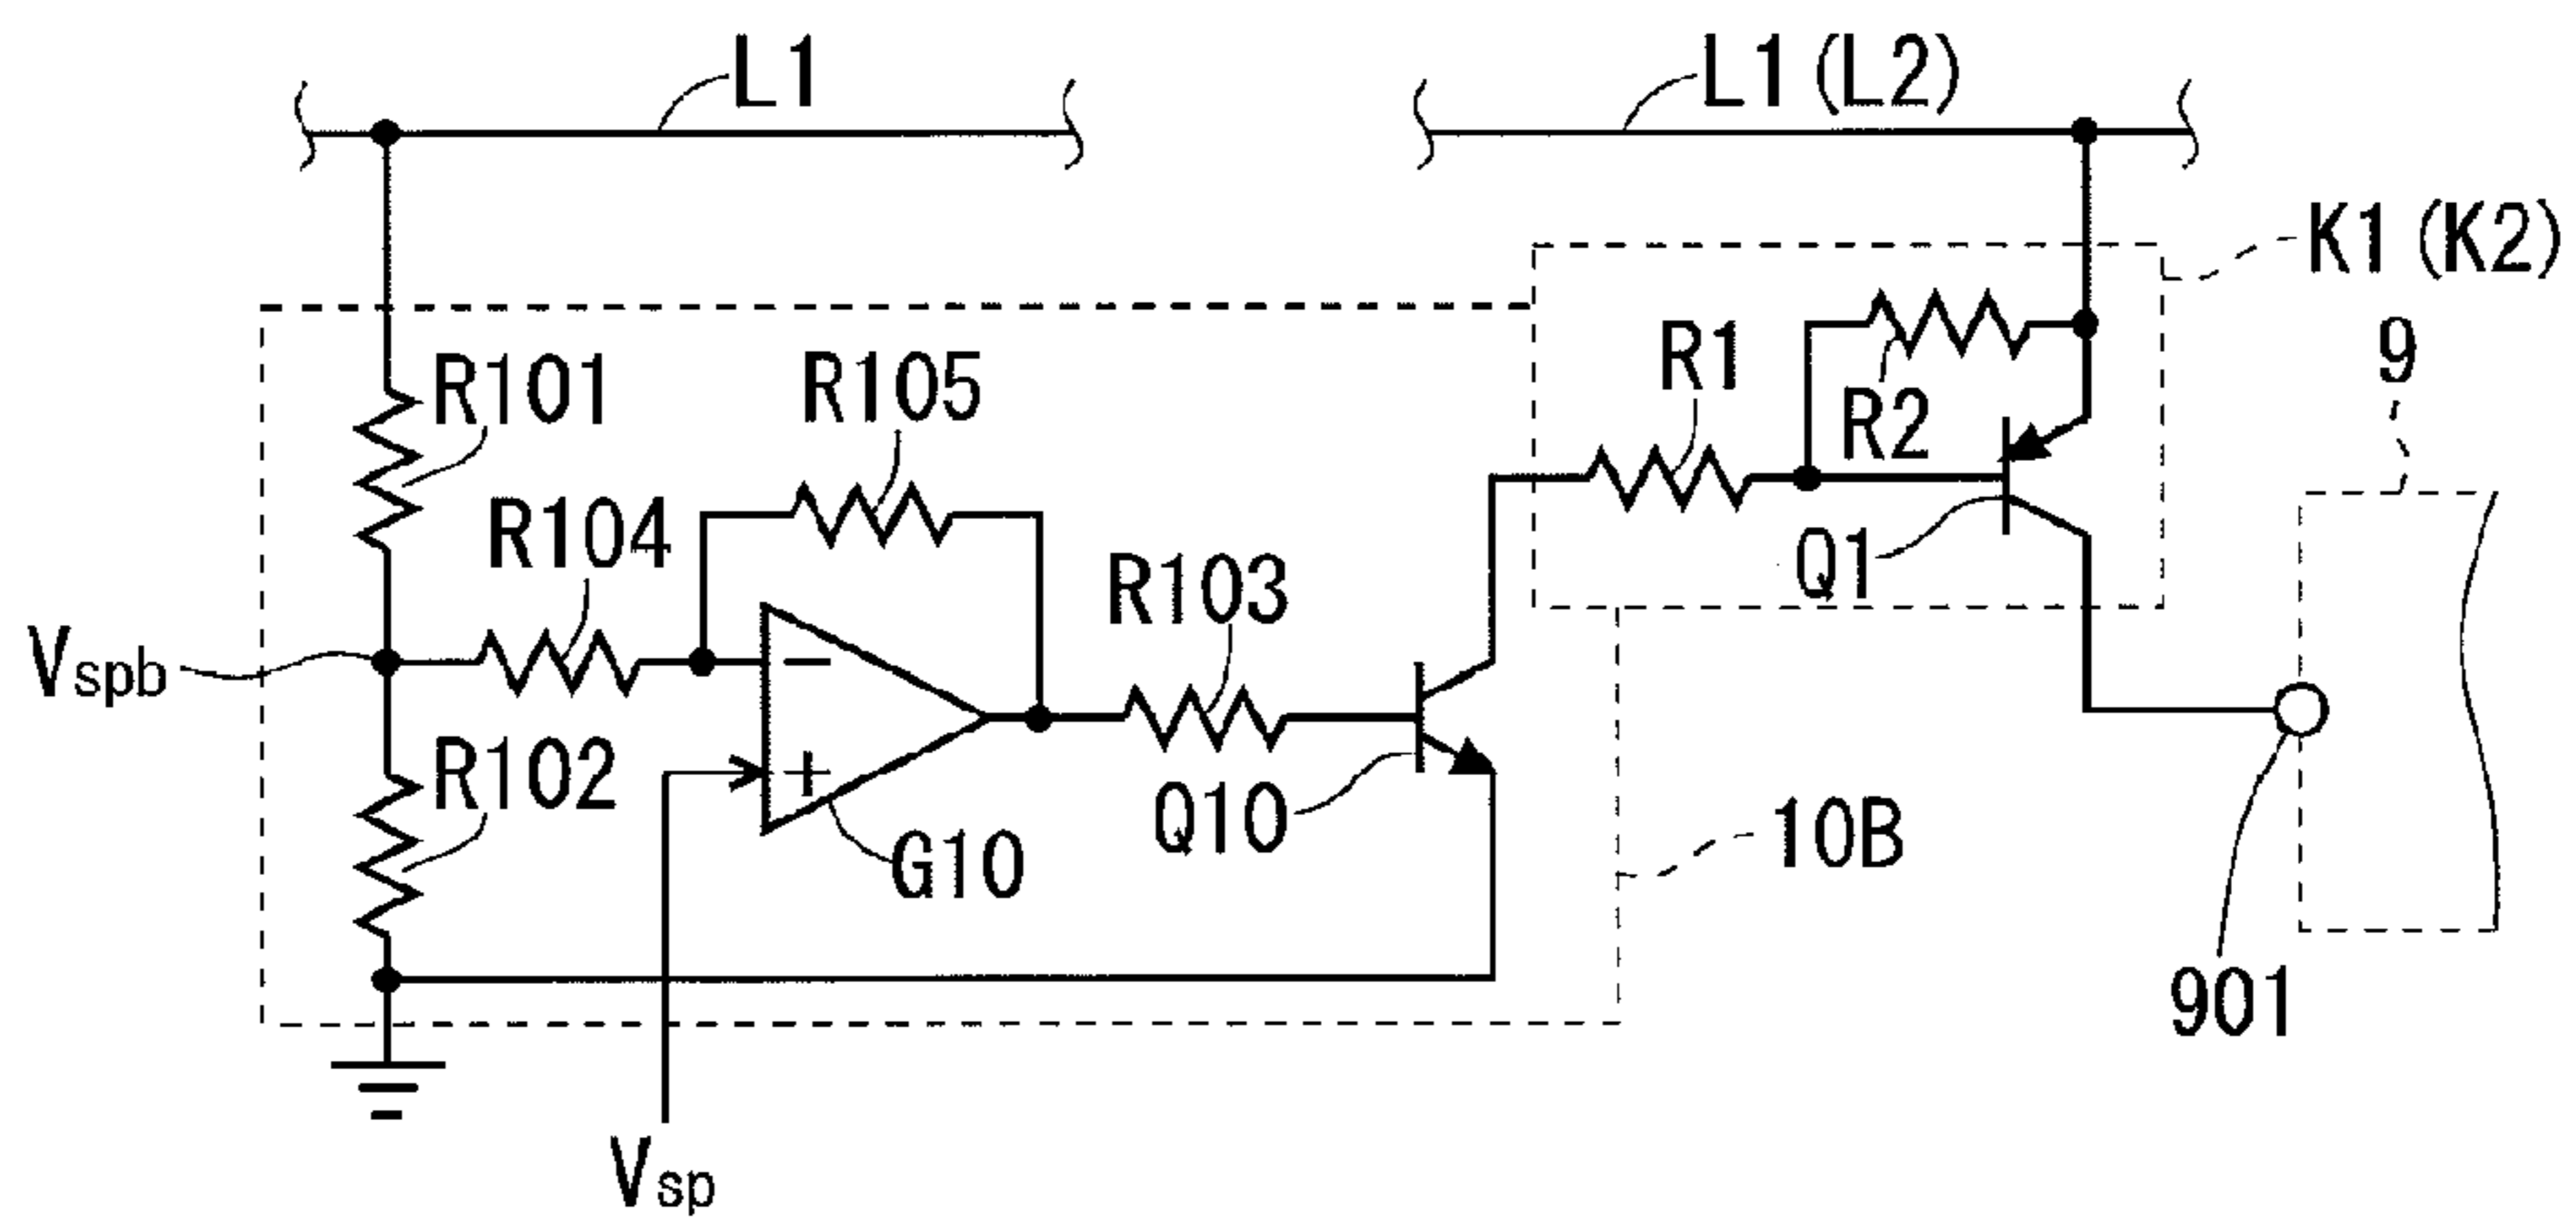 L1
L1 (L2)
K1 (K2)
9
R101
R105
R1
R2
R104
R103
Q1
Vspb
R102
Q10
10B
G10
901
Vsp